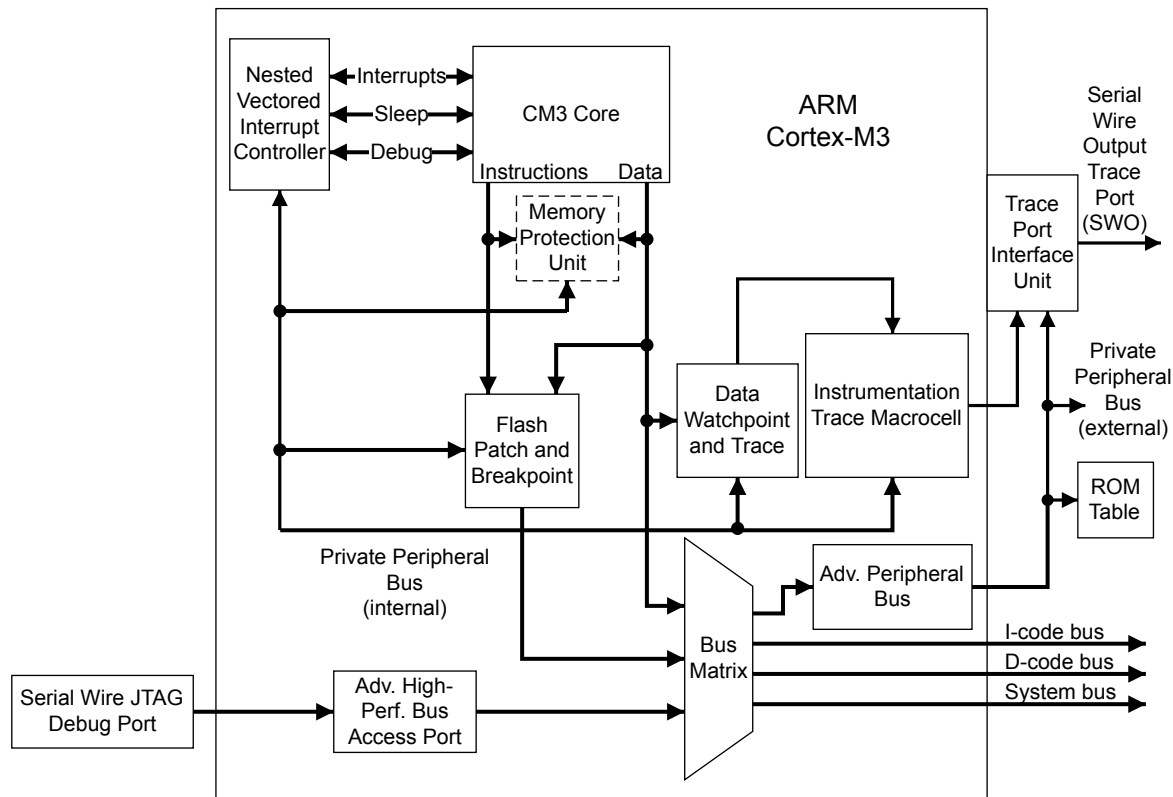 Nested
Vectored
Interrupt
Controller
Interrupts
Sleep
Debug
CM3 Core
Instructions
Data
ARM
Cortex-M3
Memory
Protection
Unit
Serial
Wire
Output
Trace
Port
(SWO)
Trace
Port
Interface
Unit
Flash
Patch and
Breakpoint
Data
Watchpoint
and Trace
Instrumentation
Trace Macrocell
Private
Peripheral
Bus
(external)
ROM
Table
Private Peripheral
Bus
(internal)
Adv. Peripheral
Bus
Bus
Matrix
I-code bus
D-code bus
System bus
Serial Wire JTAG
Debug Port
Adv. High-
Perf. Bus
Access Port